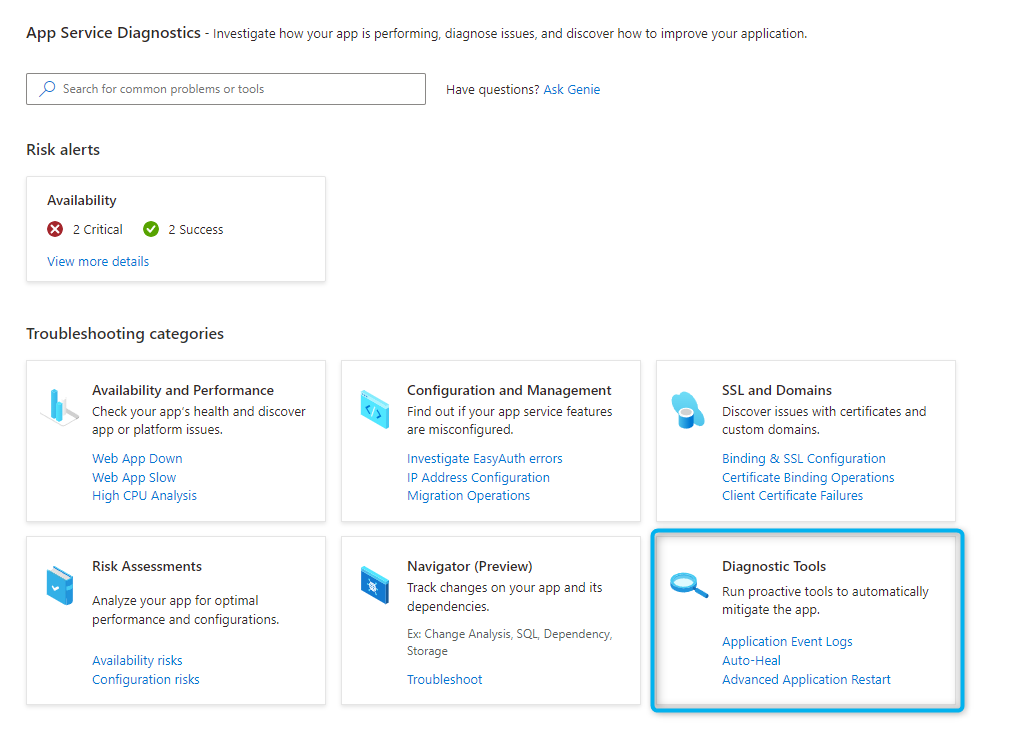 App Service Diagnostics - Investigate how your app is performing, diagnose issues, and discover how to improve your application.
Search for common problems or tools
Have questions? Ask Genie
Risk alerts
Availability
2 Critical
2 Success
View more details
Troubleshooting categories
Availability and Performance
Check your app's health and discover
app or platform issues.
Web App Down
Web App Slow
High CPU Analysis
Configuration and Management
Find out if your app service features
are misconfigured.
Investigate EasyAuth errors
IP Address Configuration
Migration Operations
SSL and Domains
Discover issues with certificates and
custom domains.
Binding & SSL Configuration
Certificate Binding Operations
Client Certificate Failures
Risk Assessments
Analyze your app for optimal
performance and configurations.
Availability risks
Configuration risks
Navigator (Preview)
Track changes on your app and its
dependencies.
Ex: Change Analysis, SQL, Dependency,
Storage
Troubleshoot
Diagnostic Tools
Run proactive tools to automatically
mitigate the app.
Application Event Logs
Auto-Heal
Advanced Application Restart